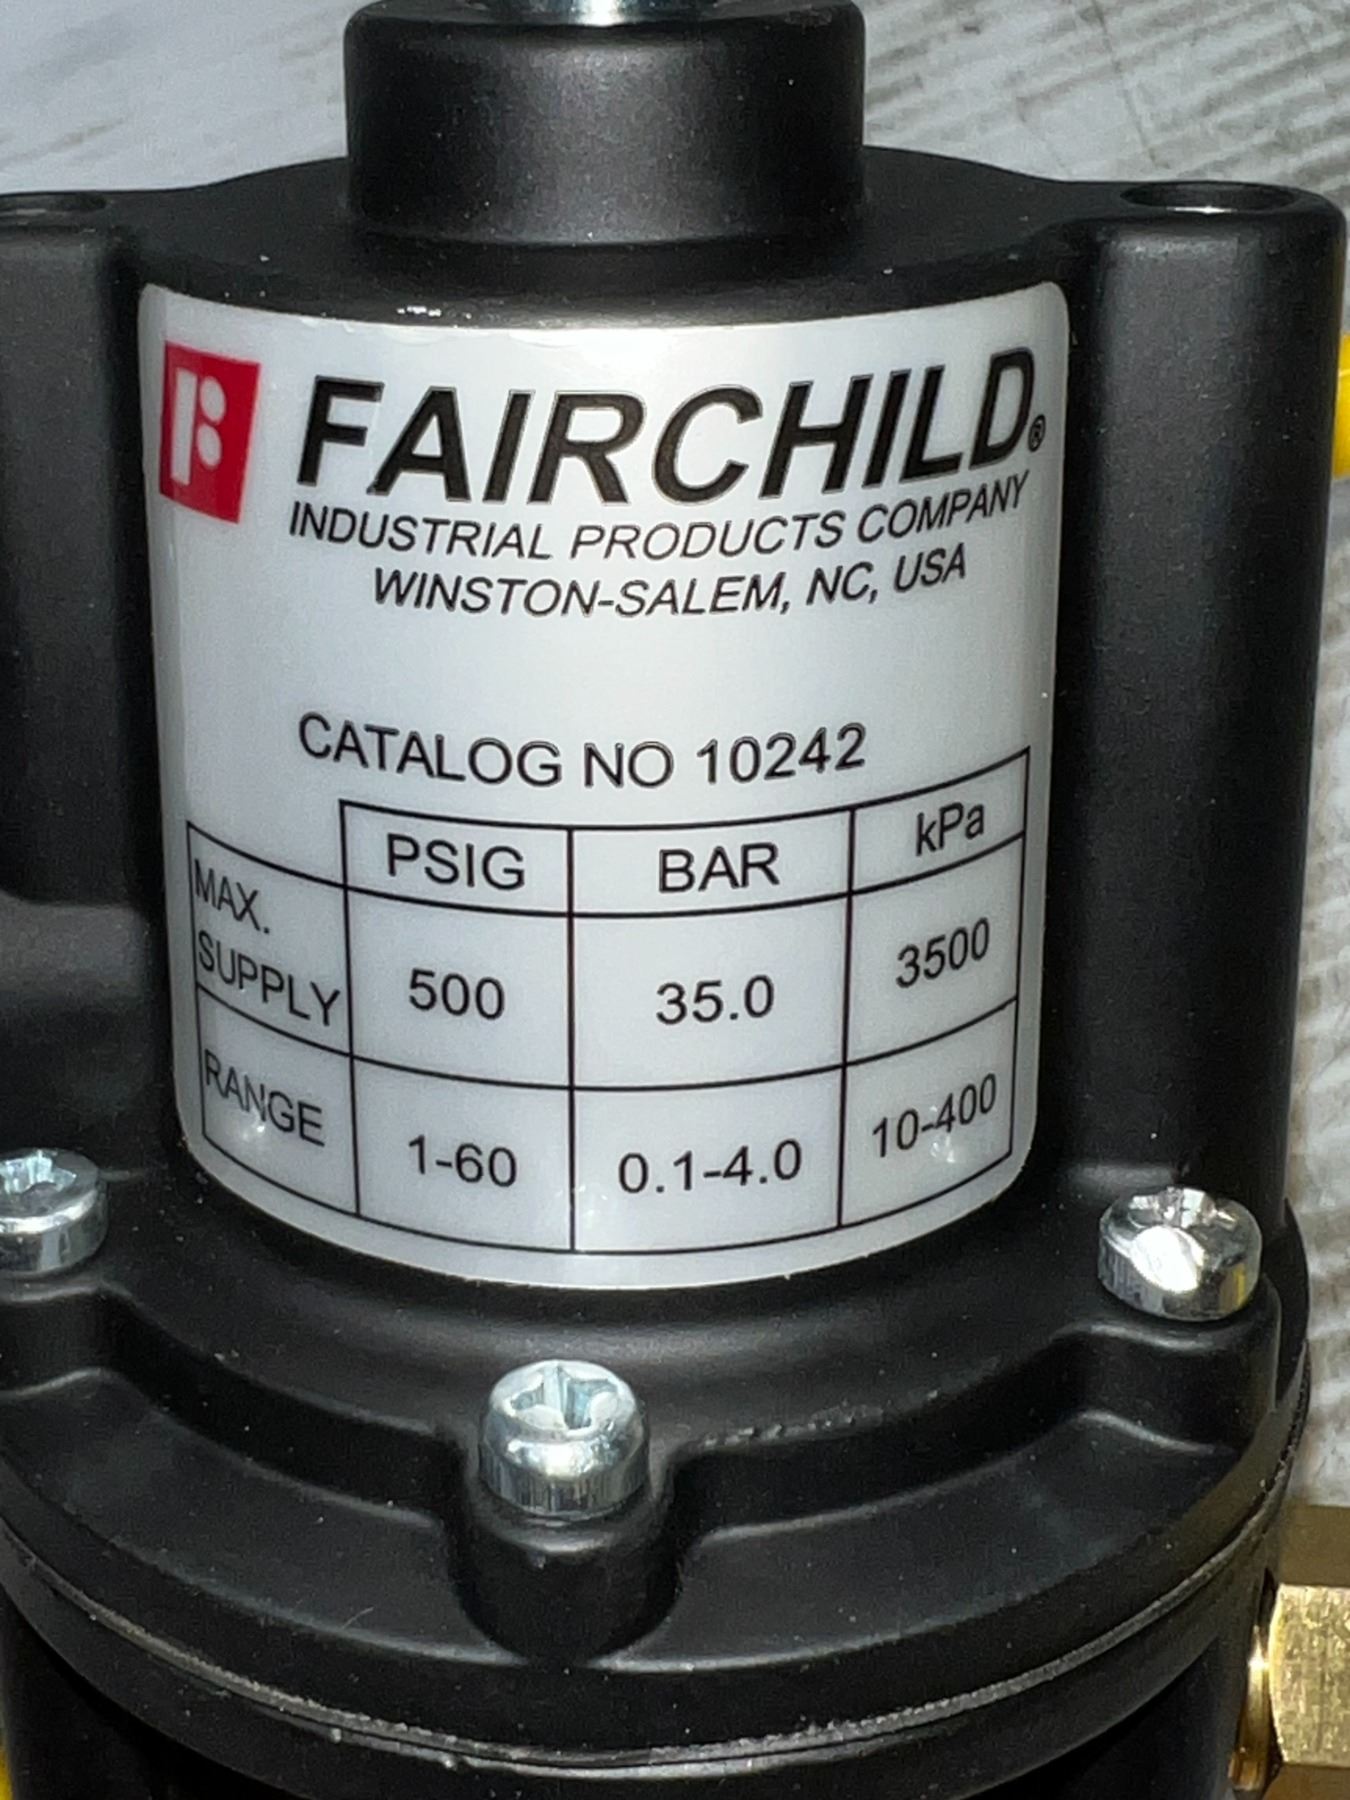 FAIRCHILD®
INDUSTRIAL PRODUCTS COMPANY
WINSTON-SALEM, NC, USA
CATALOG NO 10242
PSIG BAR kPa
MAX.
SUPPLY 500 35.0 3500
RANGE 1-60 0.1-4.0 10-400